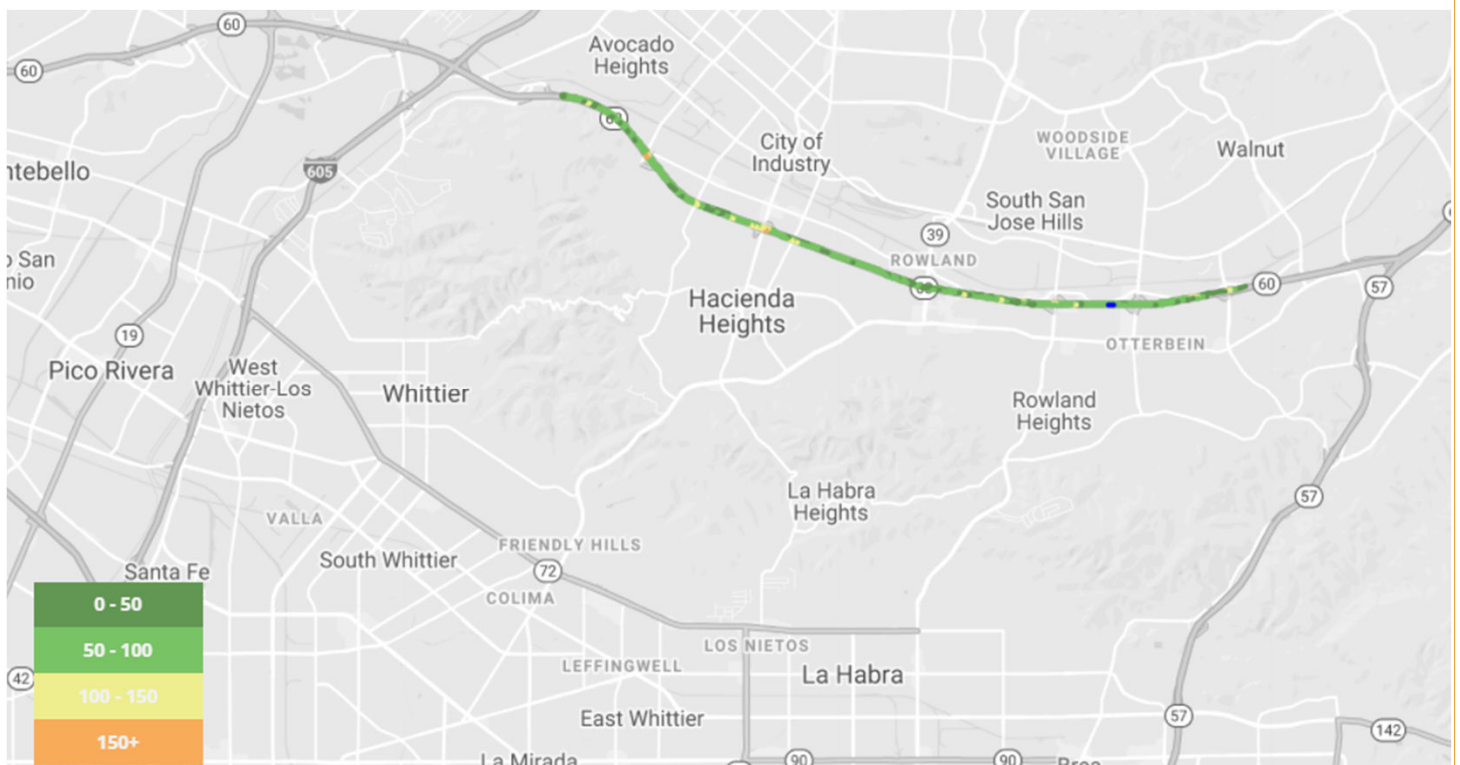 60
60
Avocado
Heights
60
City of
Industry
WOODSIDE
VILLAGE
Walnut
ntebello
605
South San
Jose Hills
39
ROWLAND
o San
nio
60
57
Hacienda
Heights
19
OTTERBEIN
Pico Rivera
West
Whittier-Los
Nietos
Whittier
Rowland
Heights
La Habra
Heights
57
VALLA
FRIENDLY HILLS
South Whittier
72
Santa Fe
COLIMA
0 - 50
50 - 100
100 - 150
150+
LOS NIETOS
LEFFINGWELL
La Habra
42
East Whittier
57
142
La Mirada
90
90